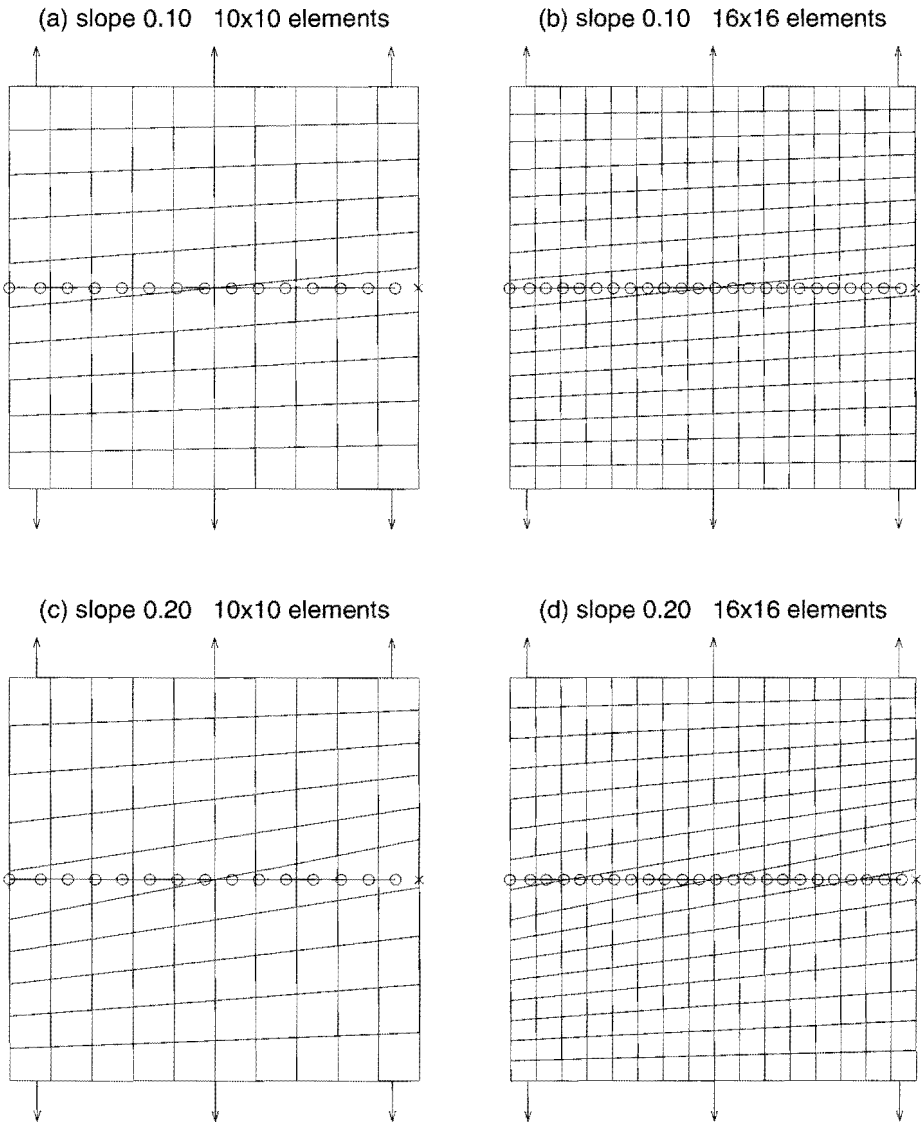 (a) slope 0.10 10x10 elements
(b) slope 0.10 16x16 elements
(c) slope 0.20 10x10 elements
(d) slope 0.20 16x16 elements